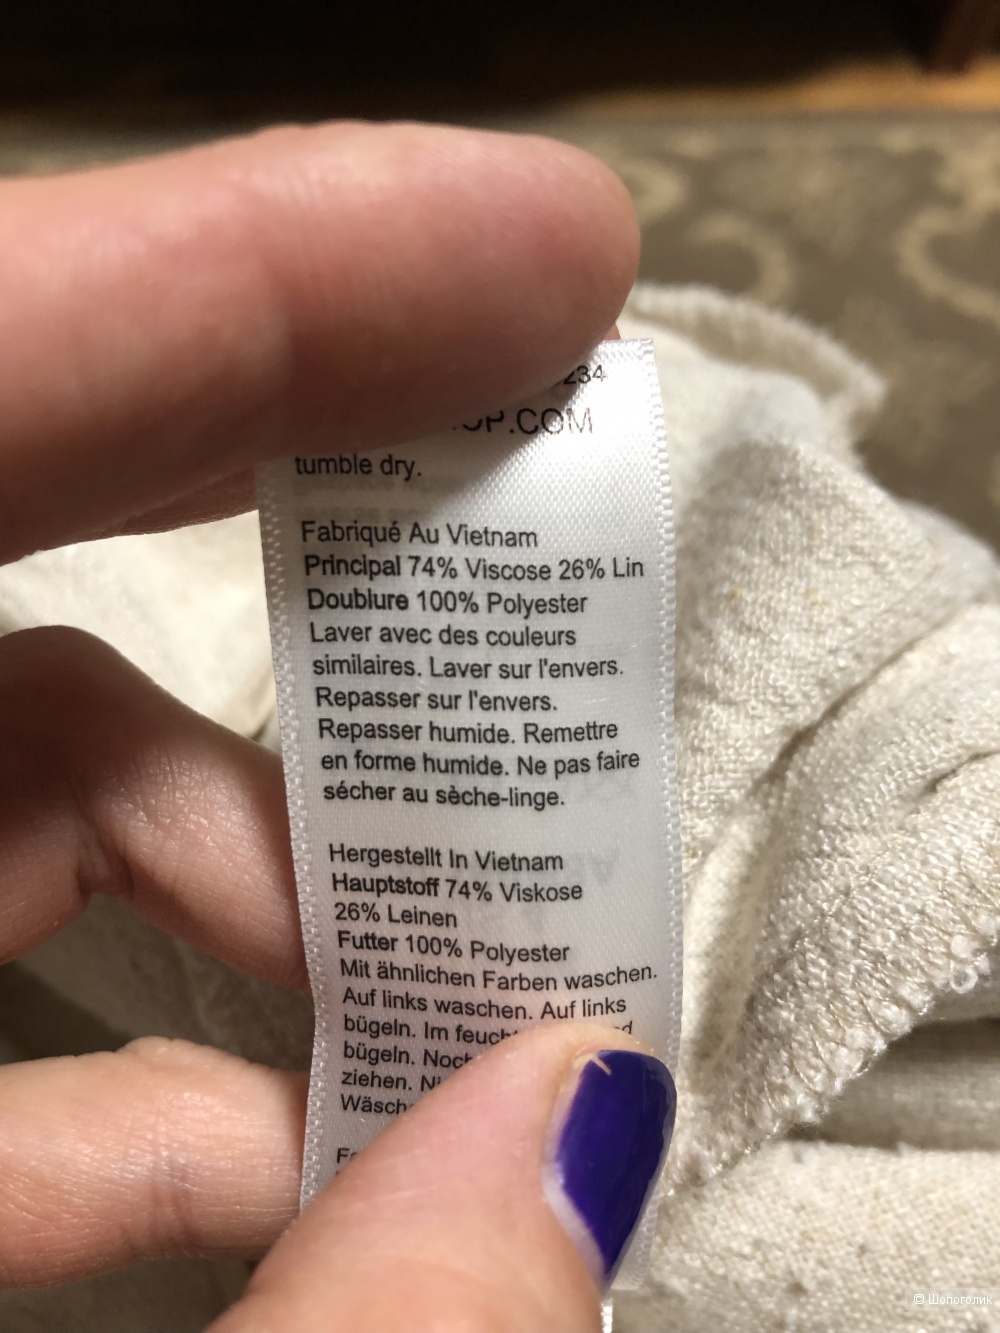 234
tumble dry.
Fabriqué Au Vietnam
Principal 74% Viscose 26% Lin
Doublure 100% Polyester
Laver avec des couleurs
similaires. Laver sur l'envers.
Repasser sur l'envers.
Repasser humide. Remettre
en forme humide. Ne pas faire
sécher au sèche-linge.
Hergestellt In Vietnam
Hauptstoff 74% Viskose
26% Leinen
Futter 100% Polyester
Mit ähnlichen Farben waschen.
Auf links waschen. Auf links
bügeln. Im
bügeln.
ziehen.
© Шопоголик